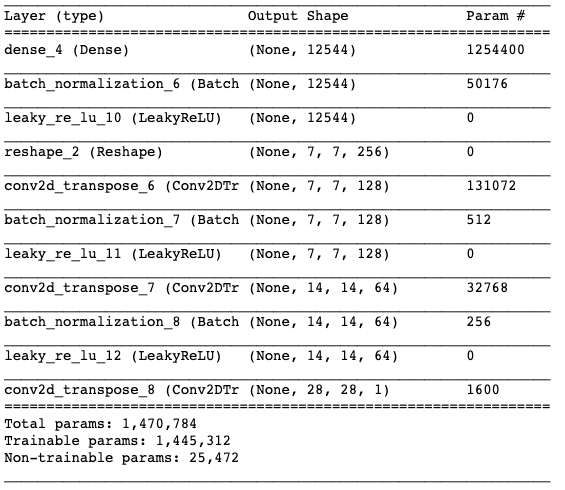 Layer (type) Output Shape Param #
dense_4 (Dense) (None, 12544) 1254400
batch_normalization_6 (Batch (None, 12544) 50176
leaky_re_lu_10 (LeakyReLU) (None, 12544) 0
reshape_2 (Reshape) (None, 7, 7, 256) 0
conv2d_transpose_6 (Conv2DTr (None, 7, 7, 128) 131072
batch_normalization_7 (Batch (None, 7, 7, 128) 512
leaky_re_lu_11 (LeakyReLU) (None, 7, 7, 128) 0
conv2d_transpose_7 (Conv2DTr (None, 14, 14, 64) 32768
batch_normalization_8 (Batch (None, 14, 14, 64) 256
leaky_re_lu_12 (LeakyReLU) (None, 14, 14, 64) 0
conv2d_transpose_8 (Conv2DTr (None, 28, 28, 1) 1600
Total params: 1,470,784
Trainable params: 1,445,312
Non-trainable params: 25,472